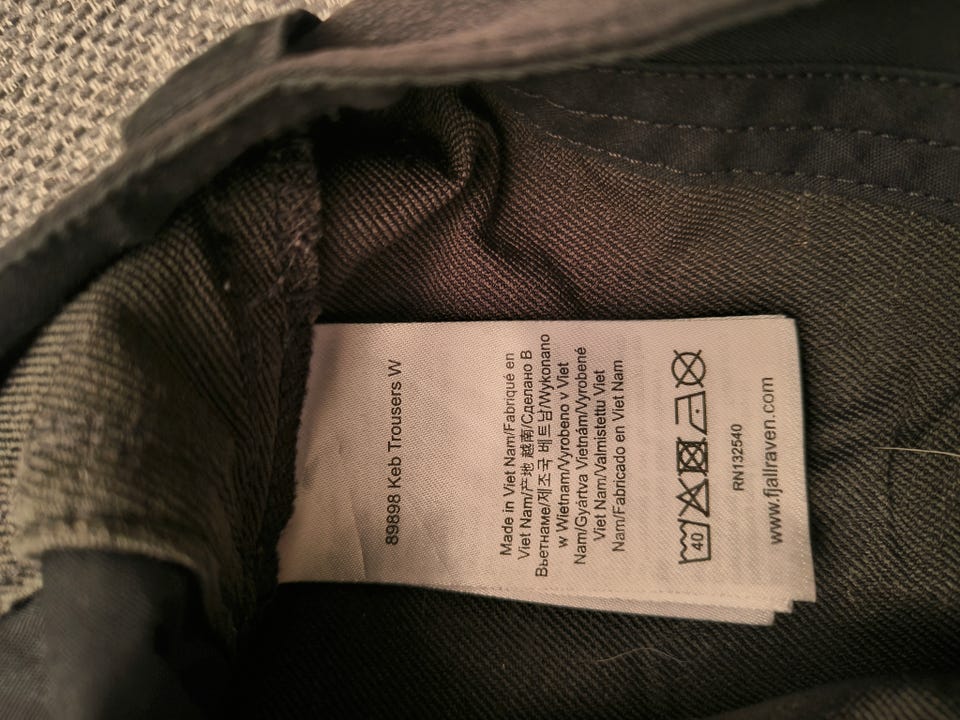 89898 Keb Trousers W
Made in Viet Nam/Fabriqué en
Viet Nam/产地 越南/Сделано В
Вьетнаме/제조국 베트남/Wykonano
w Wietnam/Vyrobeno v Viet
Nam/Gyártva Vietnám/Vyrobené
Viet Nam/Valmistettu Viet
Nam/Fabricado en Viet Nam
40
RN132540
www.fjallraven.com